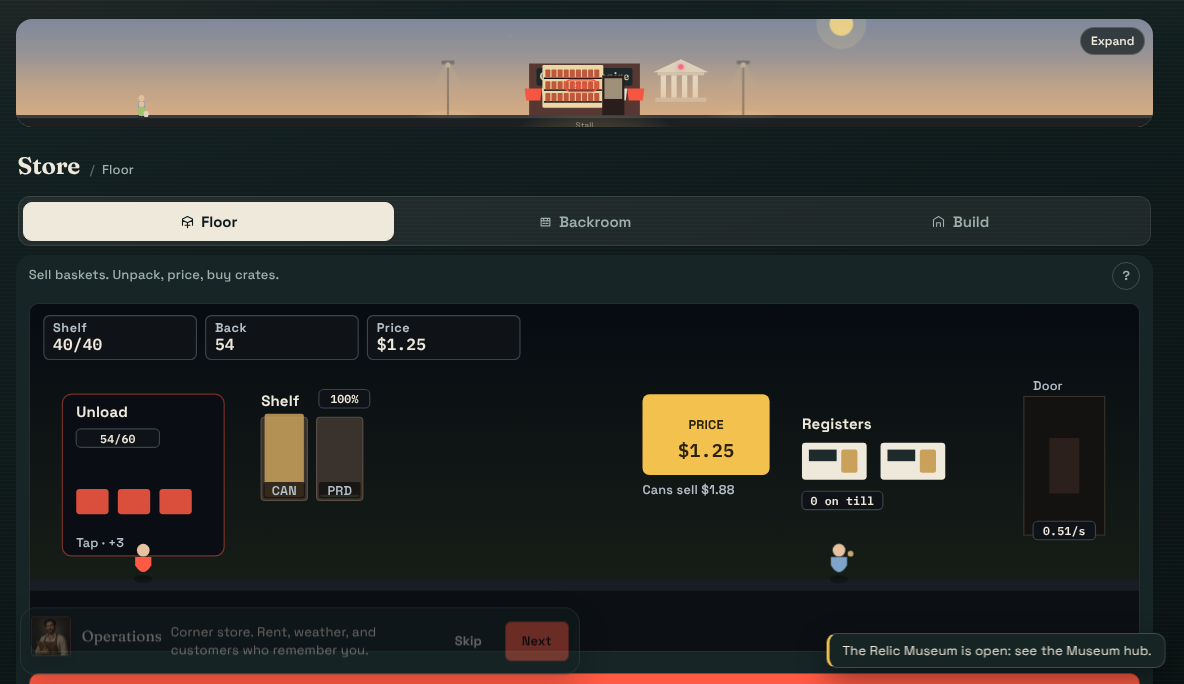 Expand
Stall
Store / Floor
Floor
Backroom
Build
Sell baskets. Unpack, price, buy crates.
?
Shelf
40/40
Back
54
Price
$1.25
Unload
54/60
Tap · +3
Shelf
100%
CAN
PRD
PRICE
$1.25
Cans sell $1.88
Registers
0 on till
Door
0.51/s
Operations
Corner store. Rent, weather, and
customers who remember you.
Skip
Next
The Relic Museum is open: see the Museum hub.